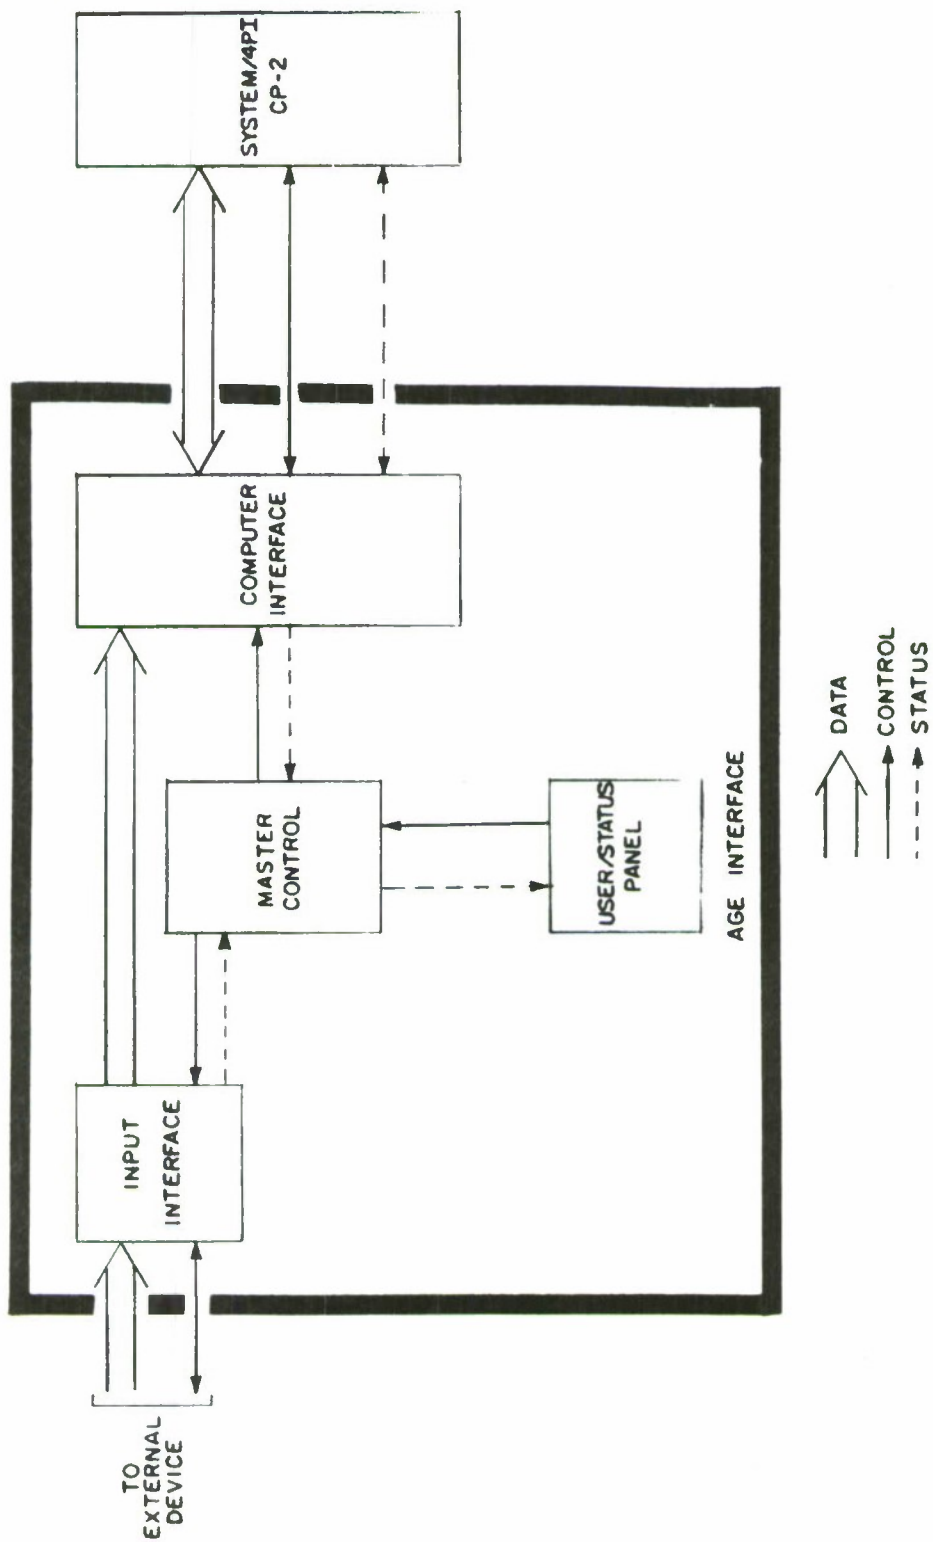 TO
EXTERNAL
DEVICE
INPUT
INTERFACE
MASTER
CONTROL
USER/STATUS
PANEL
COMPUTER
INTERFACE
SYSTEM/4PI
CP-2
AGE INTERFACE
DATA
CONTROL
STATUS